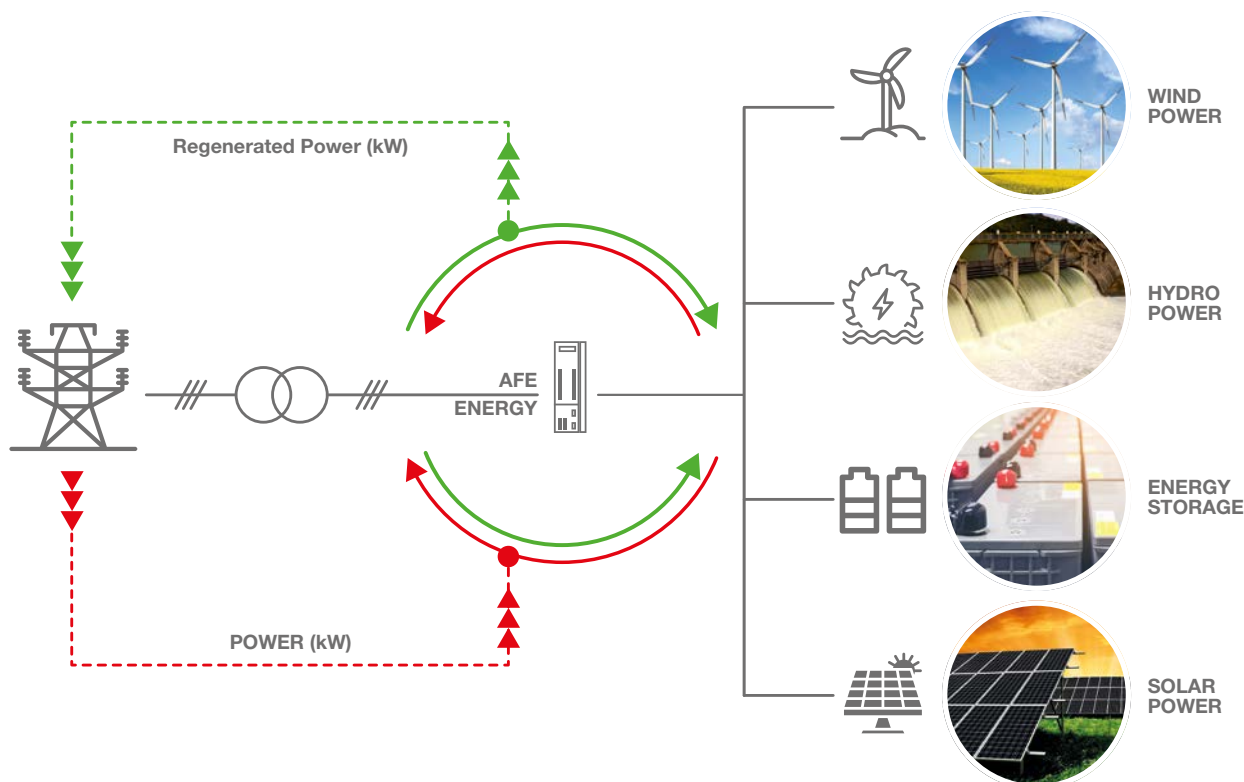 Regenerated Power (kW)
WIND
POWER
HYDRO
POWER
AFE
ENERGY
ENERGY
STORAGE
POWER (kW)
SOLAR
POWER